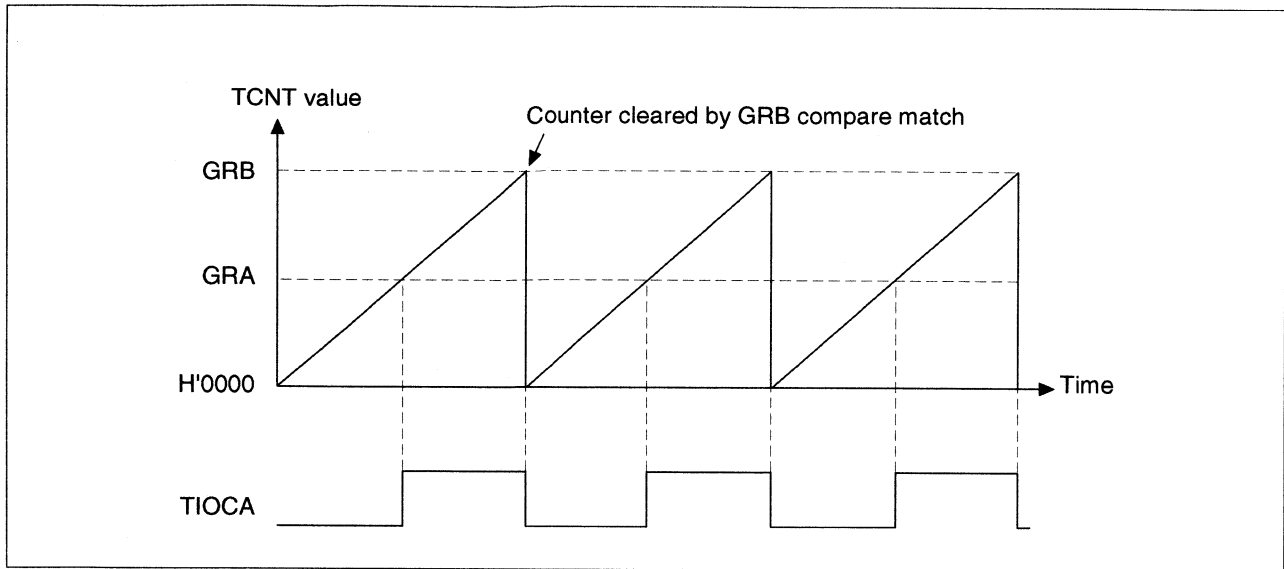 TCNT value
Counter cleared by GRB compare match
GRB
GRA
H'0000
Time
TIOCA